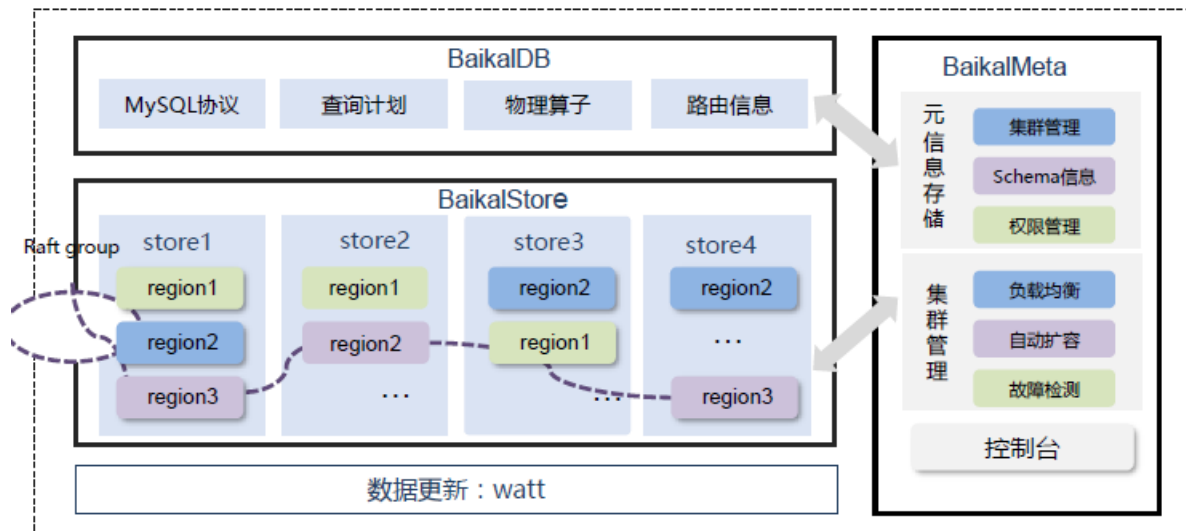 BaikalDB
MySQL协议
查询计划
物理算子
路由信息
BaikalStore
Raft group
store1
region1
region2
region3
store2
region1
region2
...
store3
region2
region1
...
store4
region2
...
region3
数据更新：watt
BaikalMeta
元信息存储
集群管理
Schema信息
权限管理
集群管理
负载均衡
自动扩容
故障检测
控制台